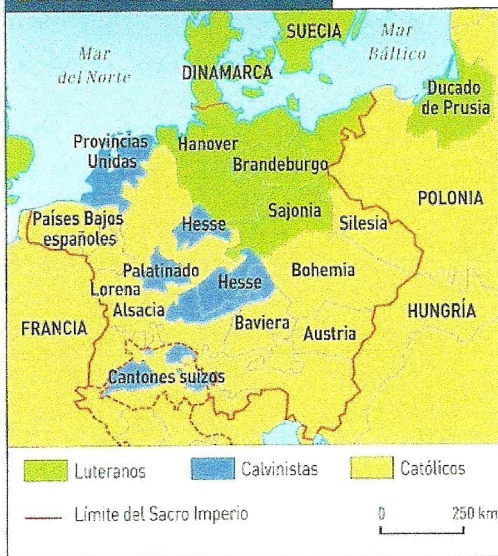 SUECIA
Mar
del Norte
Mar
Báltico
DINAMARCA
Ducado
de Prusia
Provincias
Unidas
Hanover
Brandeburgo
POLONIA
Países Bajos
españoles
Hesse
Sajonia
Silesia
Palatinado
Lorena
Hesse
Bohemia
Alsacia
HUNGRÍA
FRANCIA
Baviera
Austria
Cantones suizos
Luteranos
Calvinistas
Católicos
Límite del Sacro Imperio
0 250 km